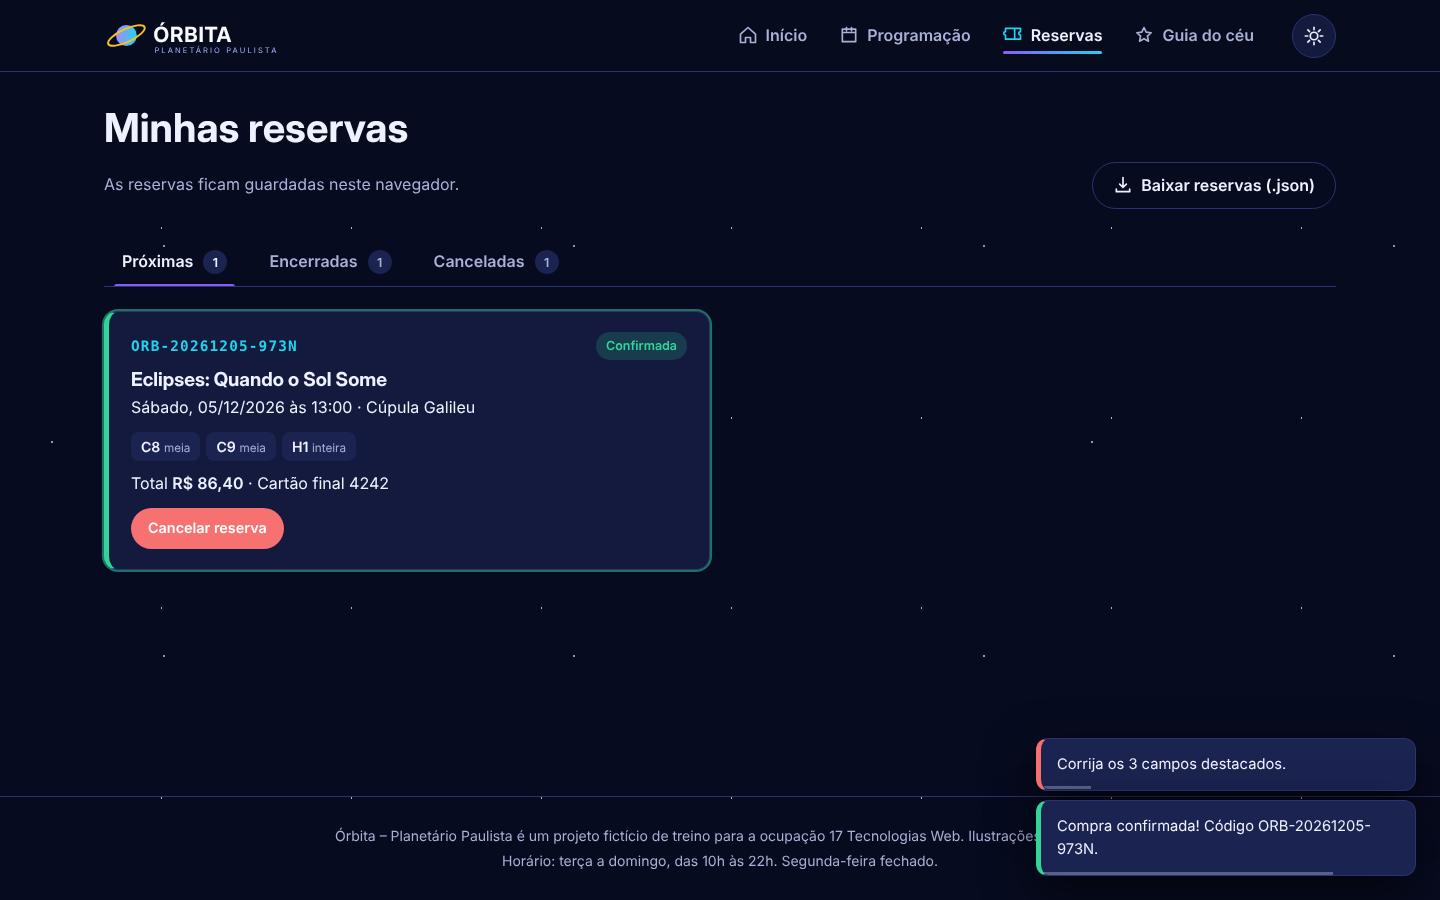 ÓRBITA
PLANETÁRIO PAULISTA
Início
Programação
Reservas
Guia do céu
Minhas reservas
As reservas ficam guardadas neste navegador.
Baixar reservas (.json)
Próximas 1
Encerradas 1
Canceladas 1
ORB-20261205-973N
Confirmada
Eclipses: Quando o Sol Some
Sábado, 05/12/2026 às 13:00 · Cúpula Galileu
C8 meia C9 meia H1 inteira
Total R$ 86,40 · Cartão final 4242
Cancelar reserva
Corrija os 3 campos destacados.
Compra confirmada! Código ORB-20261205-
973N.
Órbita – Planetário Paulista é um projeto fictício de treino para a ocupação 17 Tecnologias Web. Ilustrações
Horário: terça a domingo, das 10h às 22h. Segunda-feira fechado.